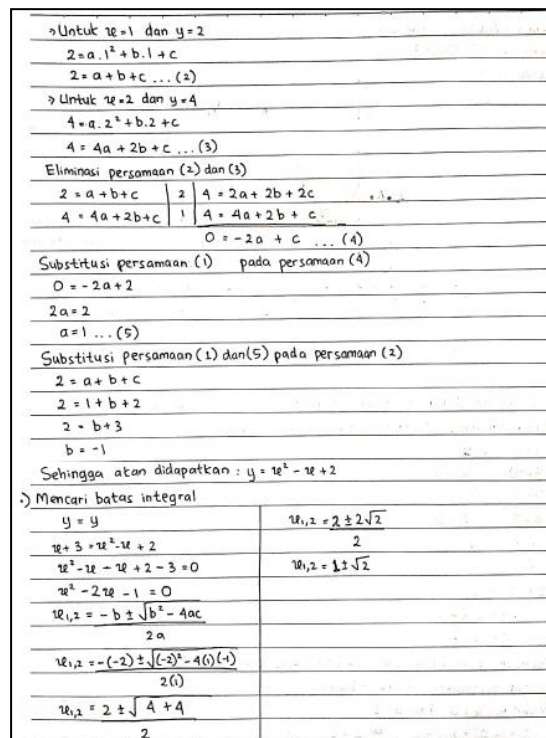 > Untuk x=1 dan y=2
2=a.1²+b.1+c
2=a+b+c ... (2)
> Untuk x=2 dan y=4
4=a.2²+b.2+c
4=4a+2b+c ... (3)
Eliminasi persamaan (2) dan (3)
2=a+b+c | 2 | 4=2a+2b+2c
4=4a+2b+c | 1 | 4=4a+2b+c
0=-2a+c ... (4)
Substitusi persamaan (1) pada persamaan (4)
0=-2a+2
2a=2
a=1 ... (5)
Substitusi persamaan (1) dan (5) pada persamaan (2)
2=a+b+c
2=1+b+2
2=b+3
b=-1
Sehingga akan didapatkan : y=x²-x+2
.) Mencari batas integral
y=y
x+3=x²-x+2
x²-x-x+2-3=0
x²-2x-1=0
x₁,₂ = -b±√b²-4ac
2a
x₁,₂ = -(-2)±√(-2)²-4(1)(-1)
2(1)
x₁,₂ = 2±√4+4
2
x₁,₂ = 2±2√2
2
x₁,₂ = 1±√2